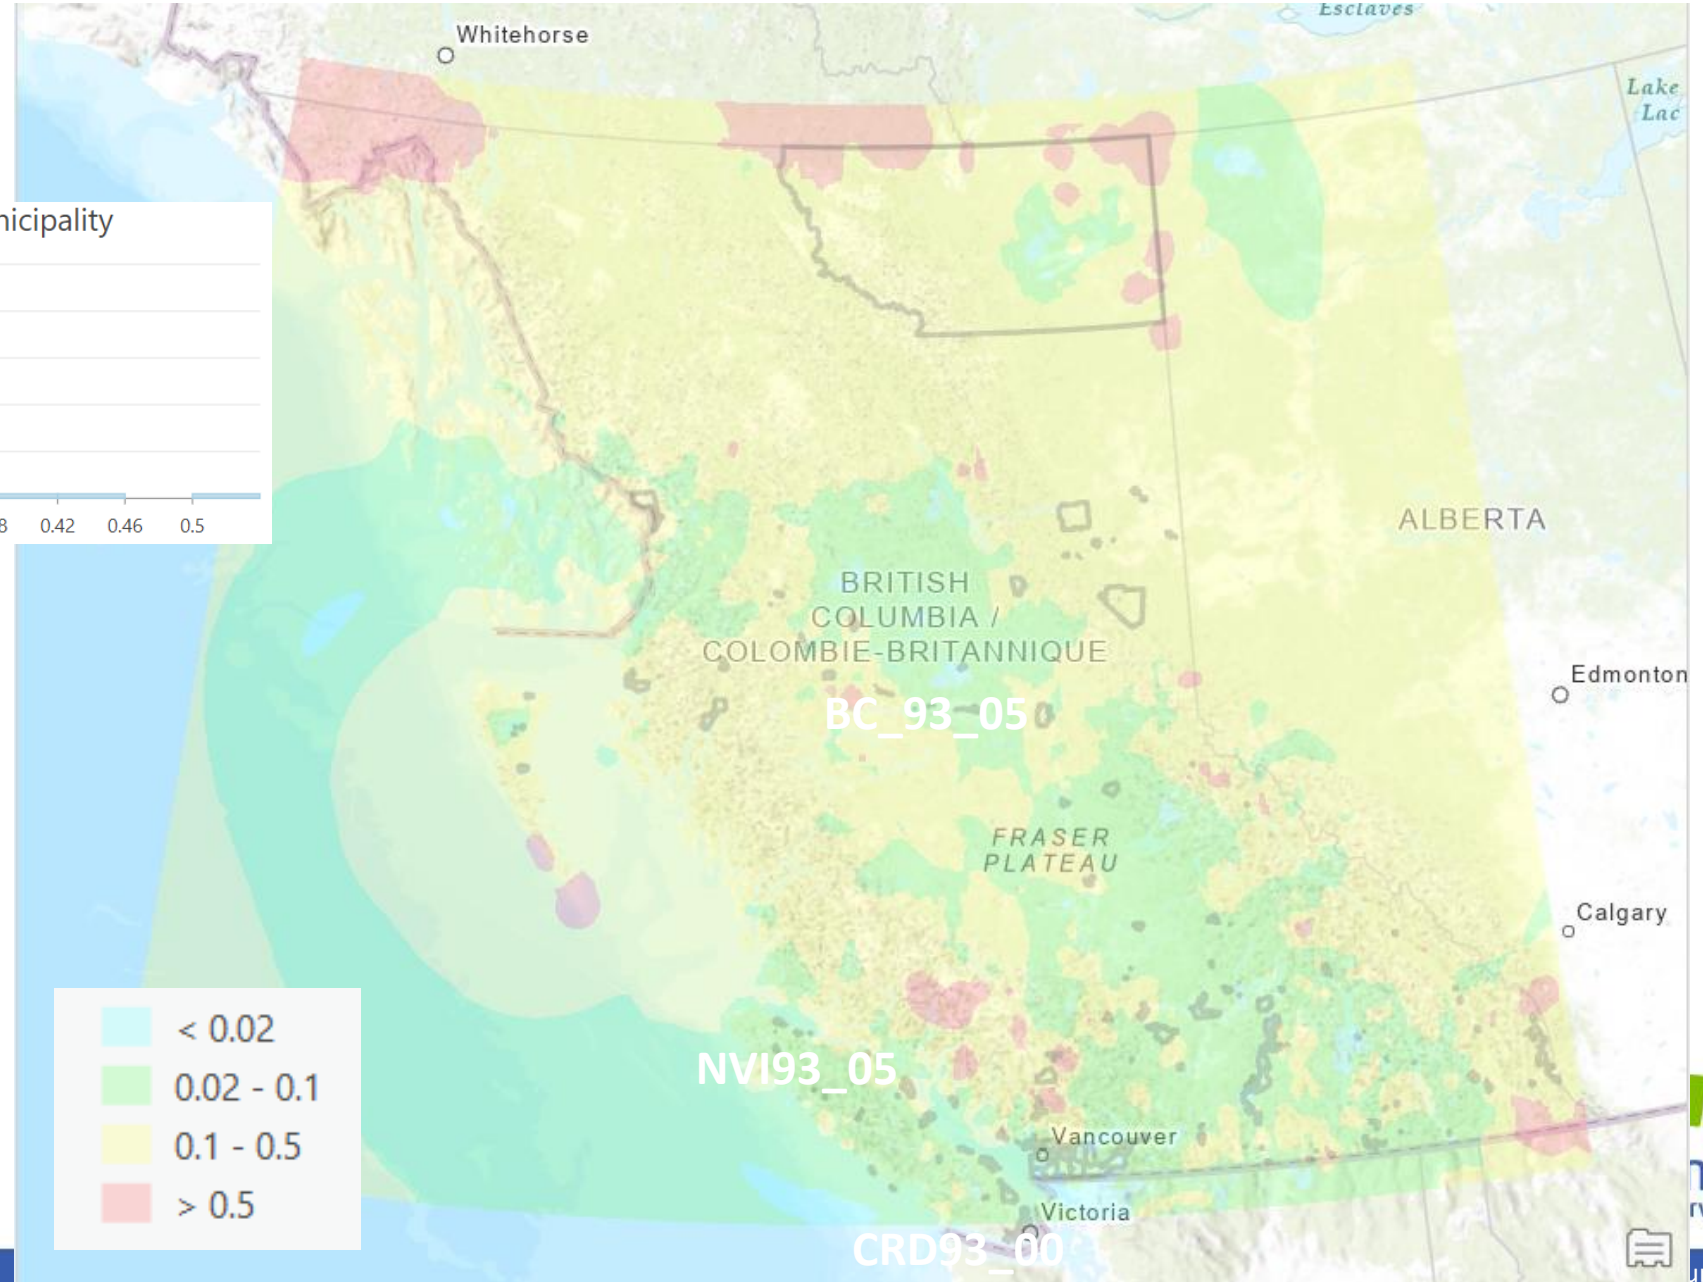 Esclaves
Whitehorse
Lake
Lac
nicipality
8 0.42 0.46 0.5
ALBERTA
BRITISH
COLUMBIA /
COLOMBIE-BRITANNIQUE
Edmonton
BC_93_05
FRASER
PLATEAU
Calgary
< 0.02
0.02 - 0.1
0.1 - 0.5
> 0.5
NVI93_05
Vancouver
Victoria
CRD93_00